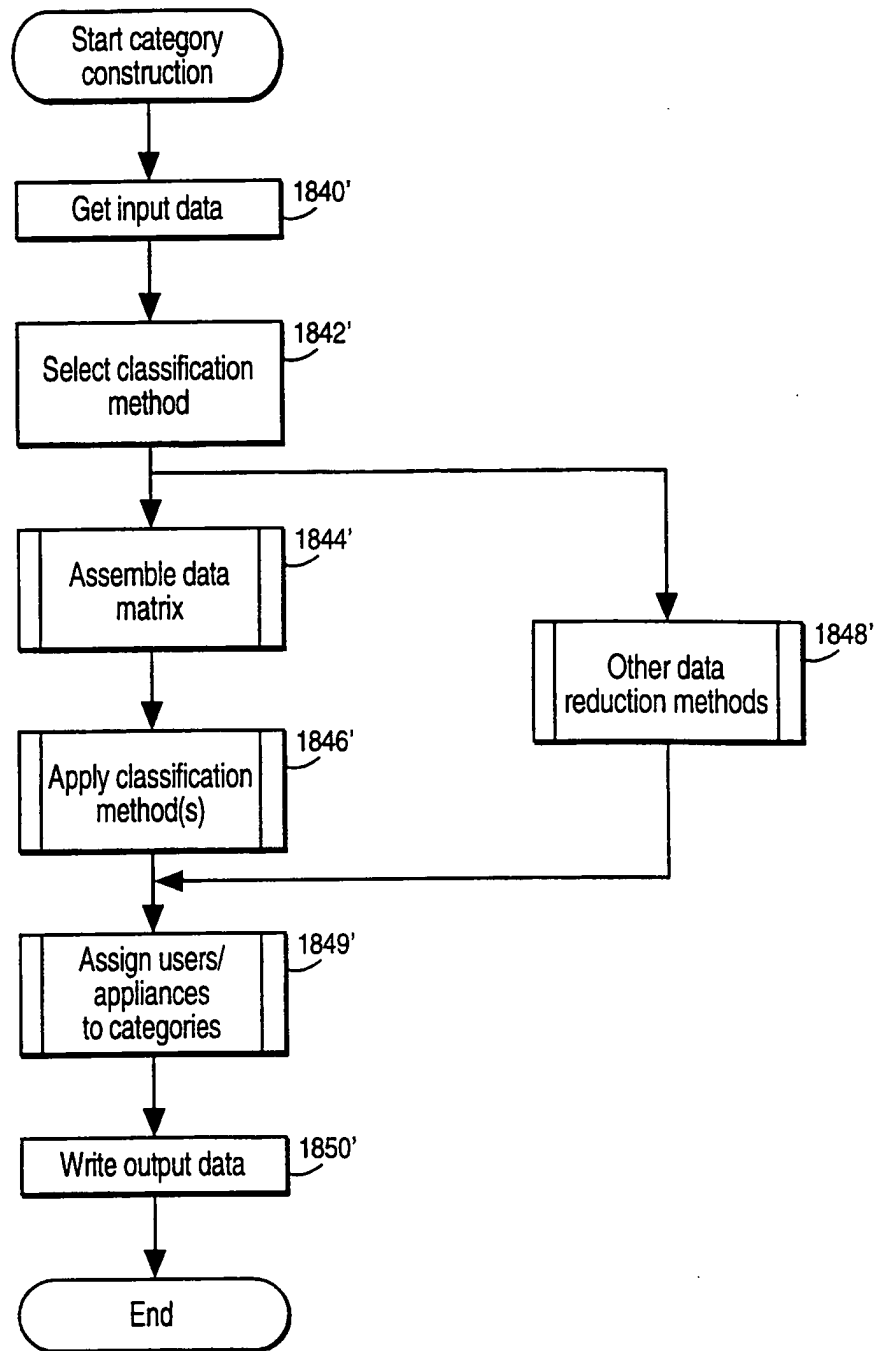 Start category
construction
1840'
Get input data
1842'
Select classification
method
1844'
Assemble data
matrix
1848'
Other data
reduction methods
1846'
Apply classification
method(s)
1849'
Assign users/
appliances
to categories
1850'
Write output data
End